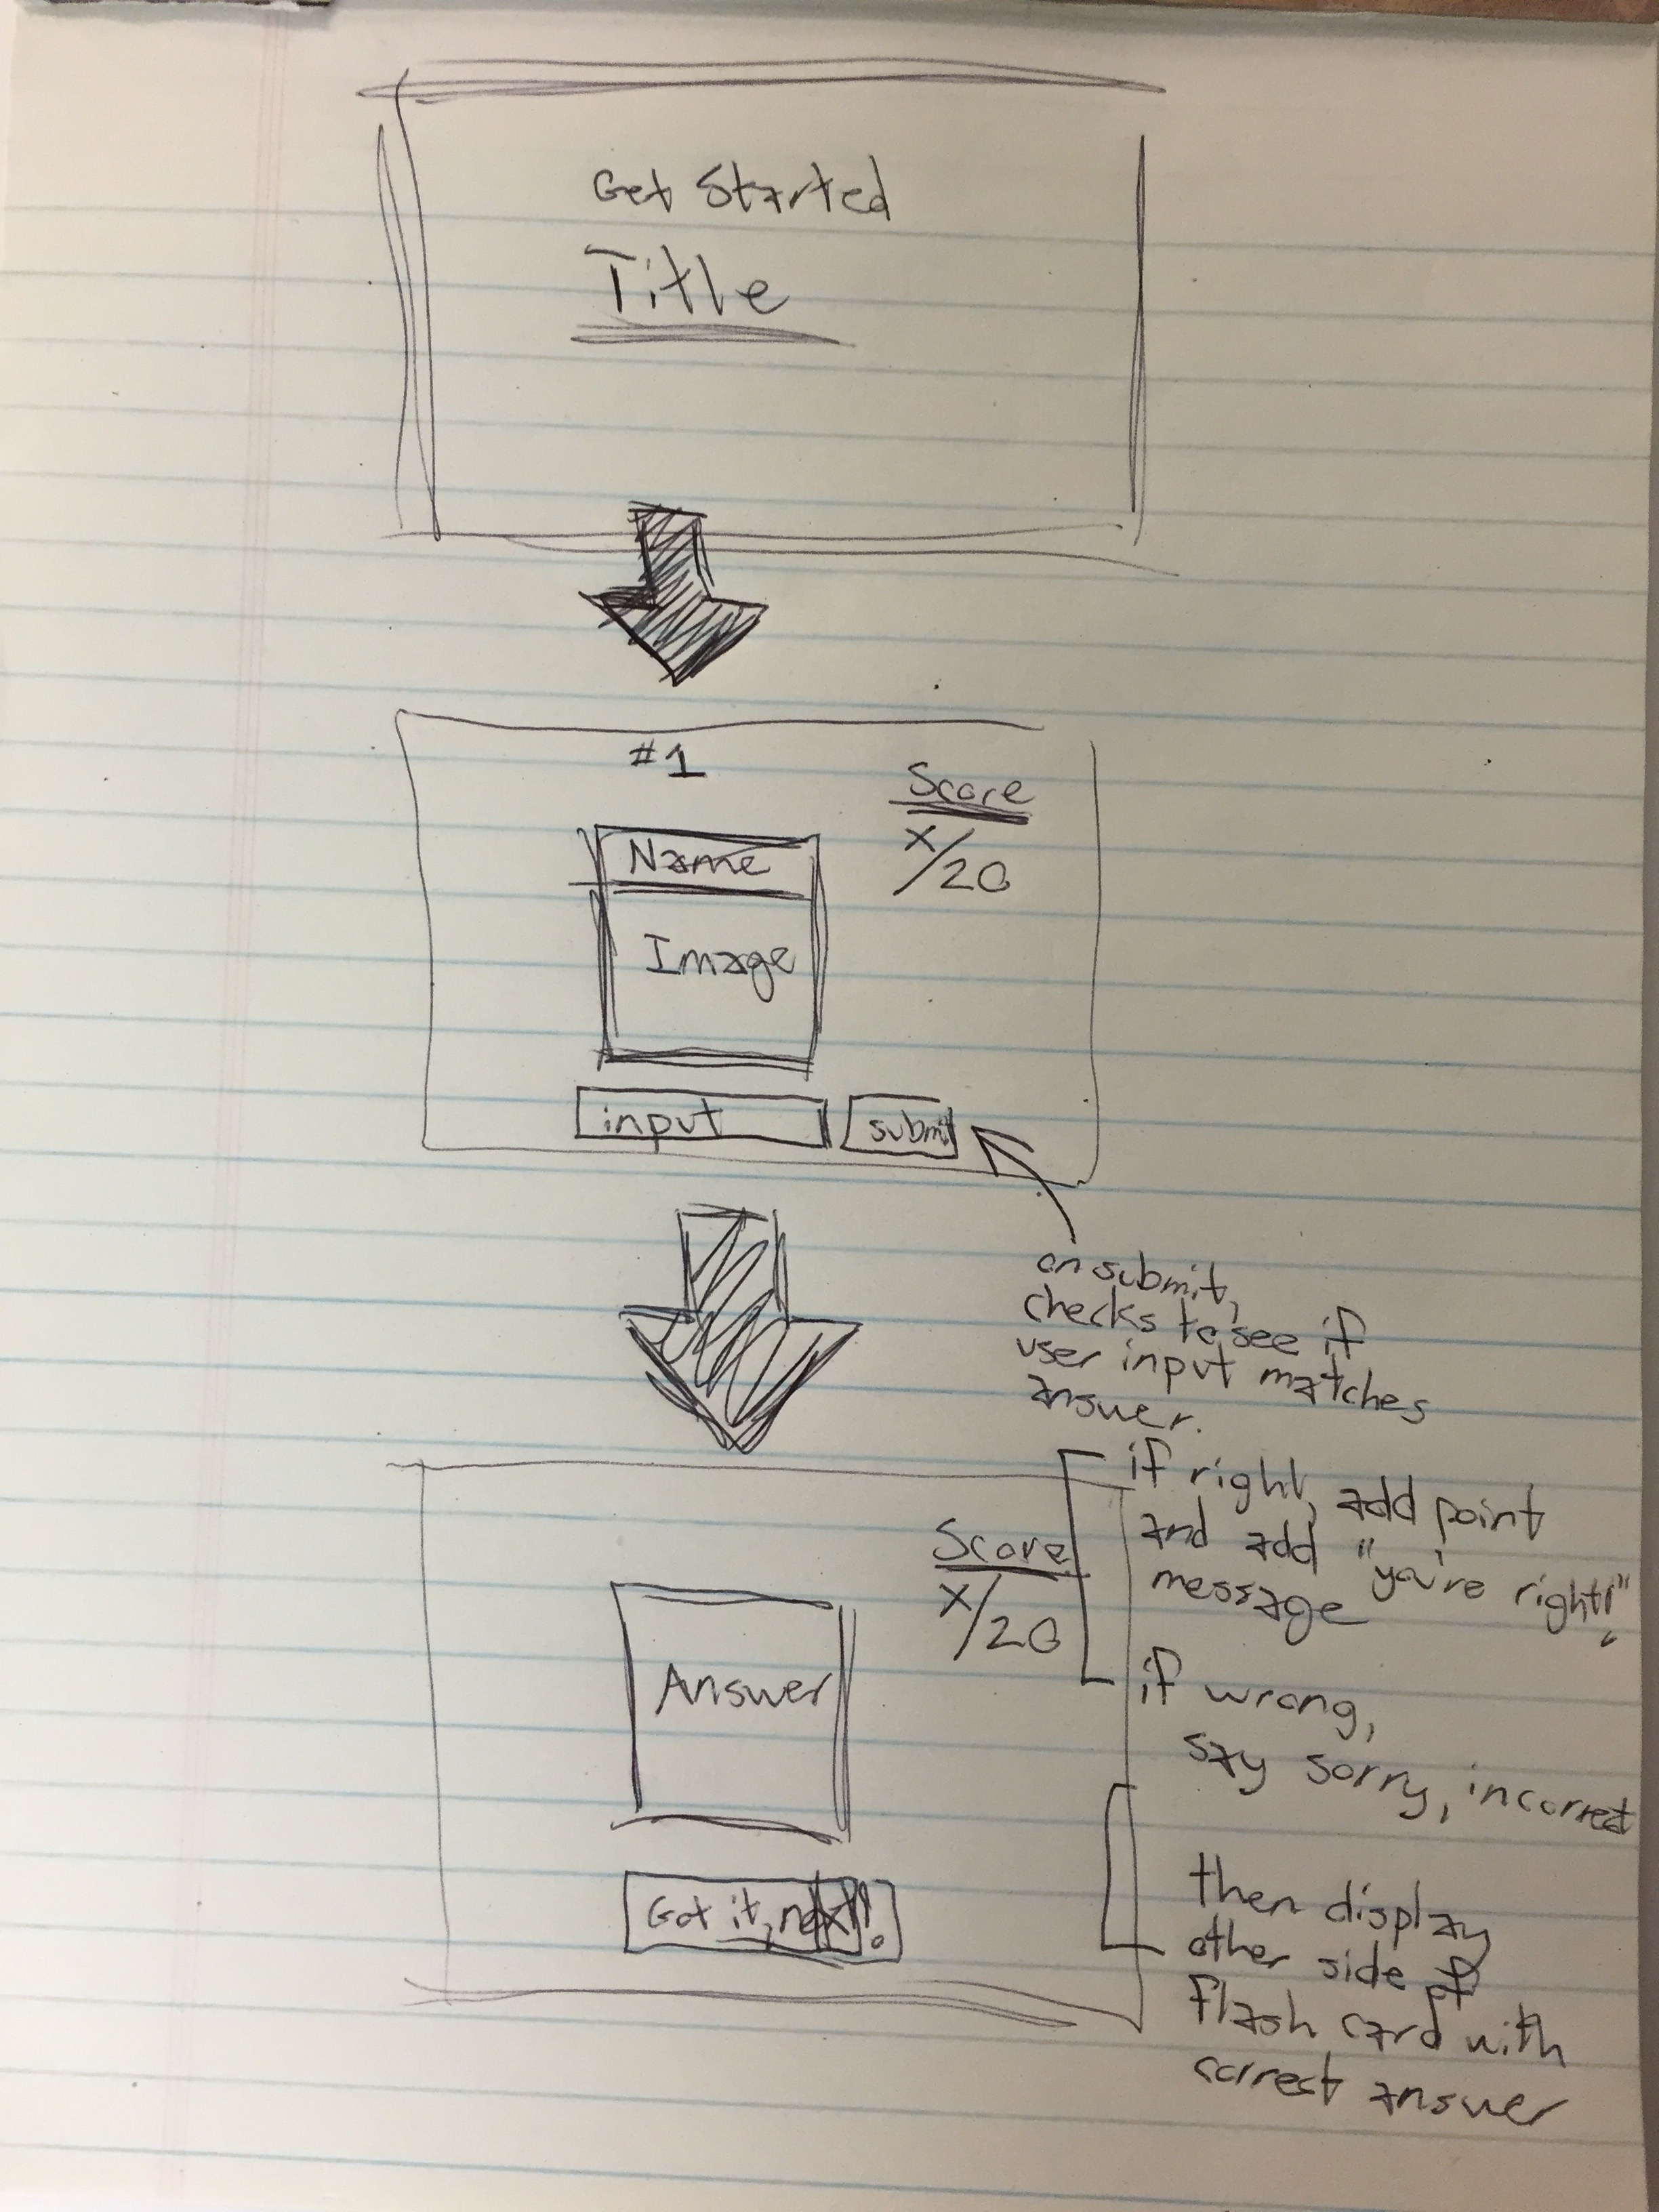 Get Started
Title
#1
Score
x/20
Name
Image
input
submit
on submit,
checks to see if
user input matches
answer.
if right, add point
and add "you're right!"
message
Score
x/20
Answer
if wrong,
say sorry, incorrect
Got it, next!
then display
other side of
flash card with
correct answer